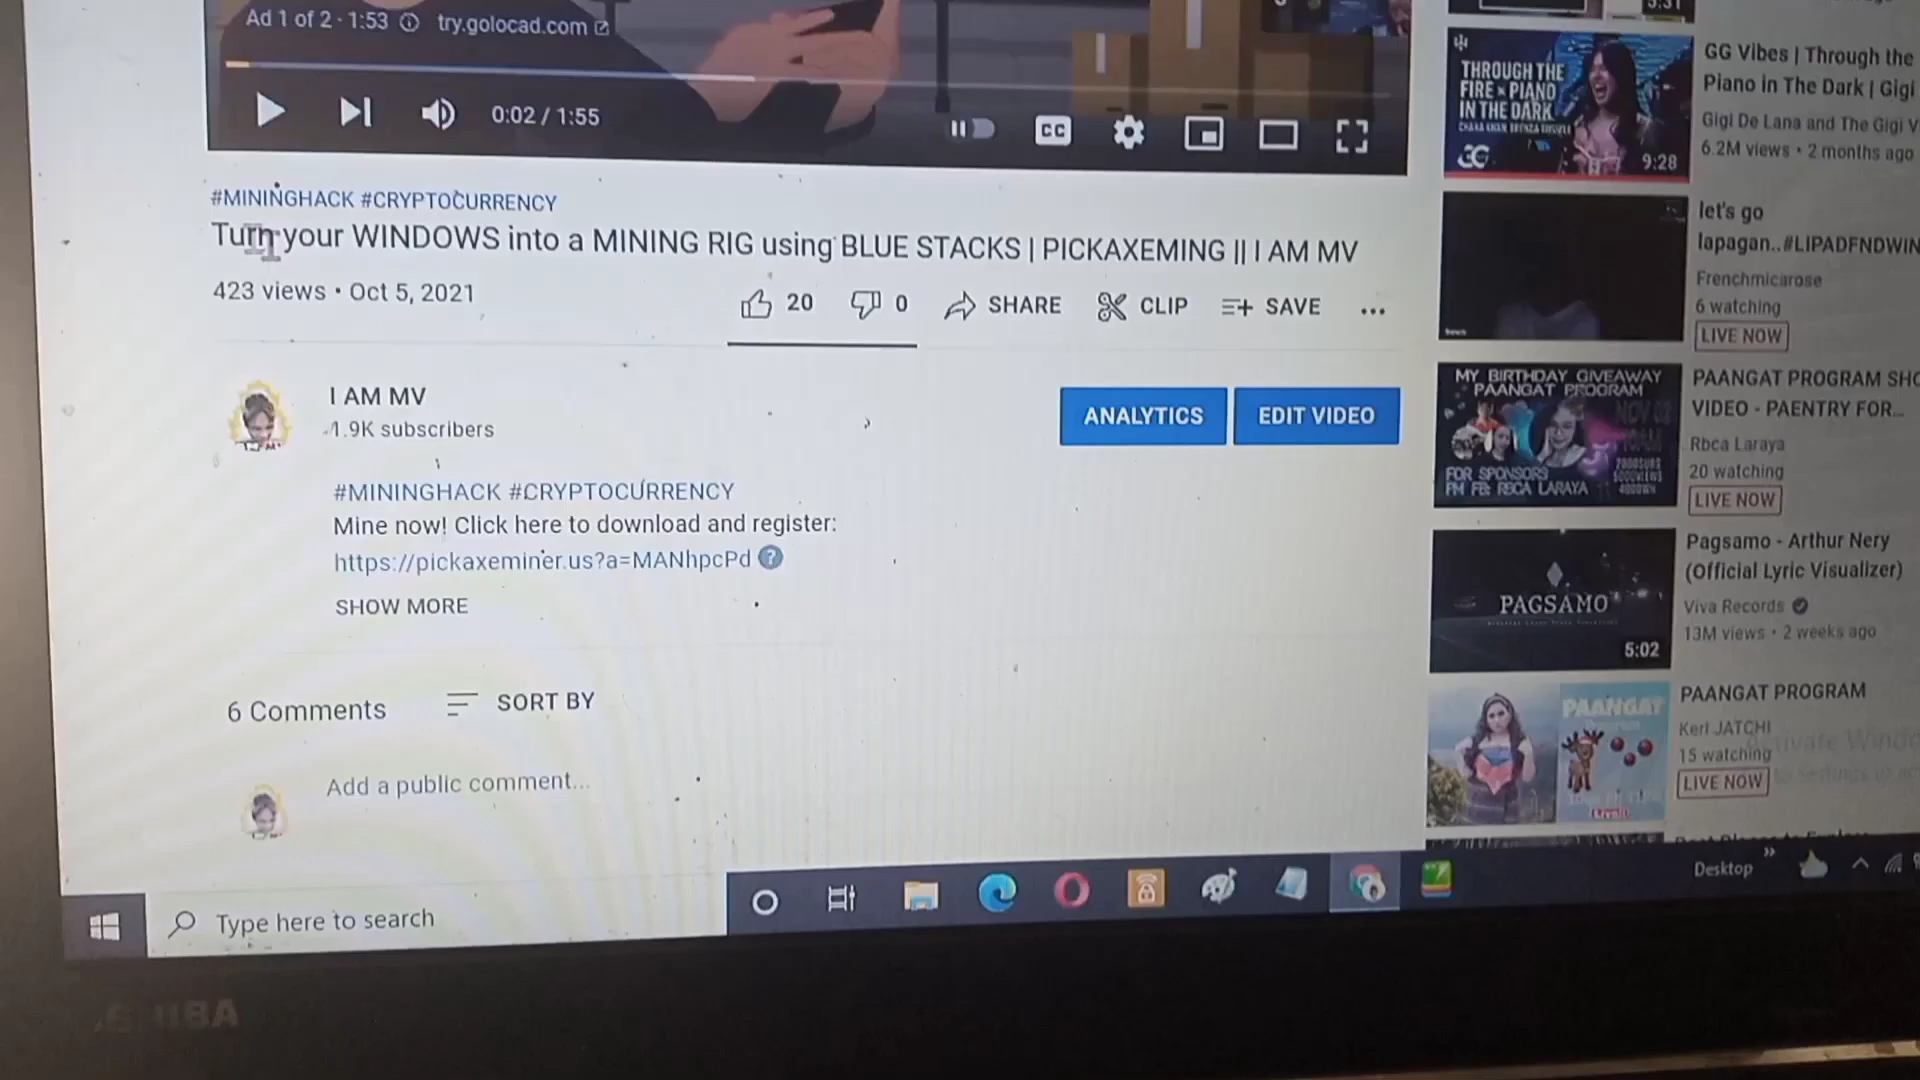 Ad 1 of 2 · 1:53 try.golocad.com
0:02 / 1:55
CC
#MININGHACK #CRYPTOCURRENCY
Turn your WINDOWS into a MINING RIG using BLUE STACKS | PICKAXEMING || I AM MV
423 views • Oct 5, 2021
20
0
SHARE
CLIP
SAVE
I AM MV
1.9K subscribers
ANALYTICS
EDIT VIDEO
#MININGHACK #CRYPTOCURRENCY
Mine now! Click here to download and register:
https://pickaxeminer.us?a=MANhpcPd
SHOW MORE
6 Comments
SORT BY
Add a public comment...
THROUGH THE
FIRE × PIANO
IN THE DARK
9:28
GG Vibes | Through the
Piano in The Dark | Gigi
Gigi De Lana and The Gigi V
6.2M views • 2 months ago
let's go
lapagan..#LIPADFNDWIN
Frenchmicarose
6 watching
LIVE NOW
MY BIRTHDAY GIVEAWAY
PAANGAT PROGRAM
FOR SPONSORS
PM FB: RBCA LARAYA
PAANGAT PROGRAM SHO
VIDEO - PAENTRY FOR...
Rbca Laraya
20 watching
LIVE NOW
PAGSAMO
5:02
Pagsamo - Arthur Nery
(Official Lyric Visualizer)
Viva Records
13M views • 2 weeks ago
PAANGAT
PAANGAT PROGRAM
Kerl JATCHI
15 watching
LIVE NOW
Type here to search
Desktop